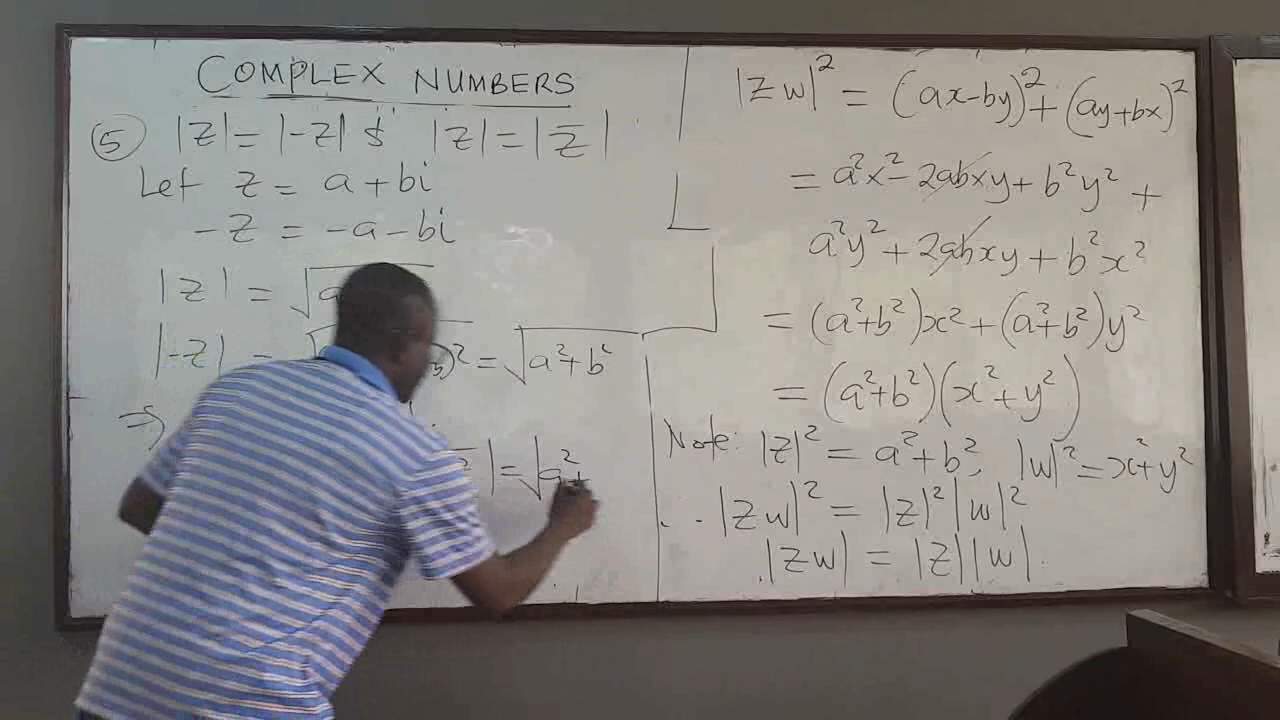 COMPLEX NUMBERS
⑤ |z| = |-z| & |z| = |z̄|
Let z = a + bi
-z = -a - bi
|z| = √a
|-z| = √ b)² = √a² + b²
⇒
| = √a² +
|zw|² = (ax - by)² + (ay + bx)²
= a²x² - 2abxy + b²y² +
a²y² + 2abxy + b²x²
= (a² + b²)x² + (a² + b²)y²
= (a² + b²)(x² + y²)
Note: |z|² = a² + b², |w|² = x² + y²
∴ |zw|² = |z|² |w|²
|zw| = |z| |w|.